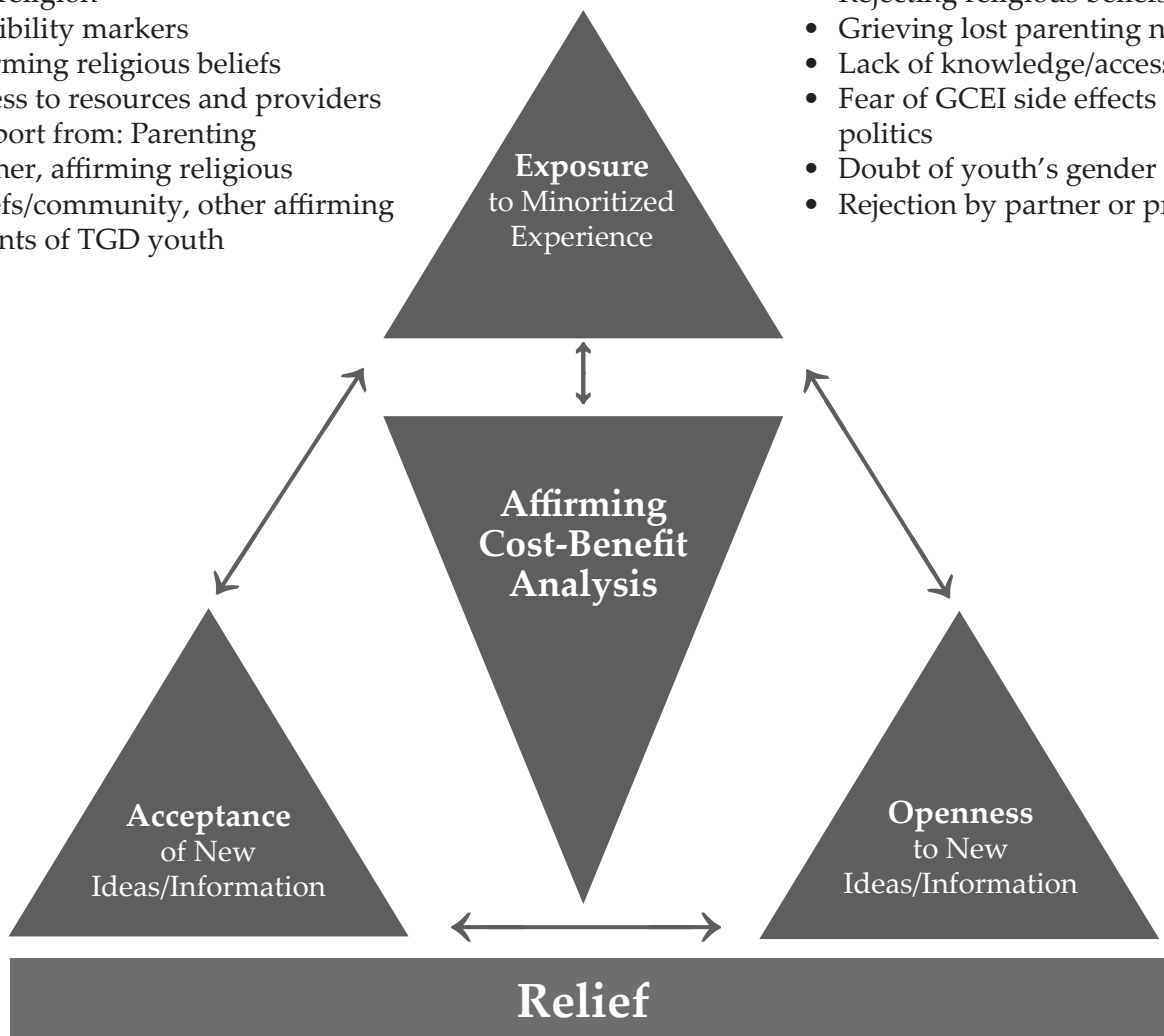 religion
ibility markers
rming religious beliefs
ess to resources and providers
port from: Parenting
ner, affirming religious
efs/community, other affirming
nts of TGD youth
Rejecting religious beliefs
• Grieving lost parenting n
• Lack of knowledge/access
• Fear of GCEI side effects
politics
• Doubt of youth’s gender
• Rejection by partner or pr
Exposure
to Minoritized
Experience
Affirming
Cost-Benefit
Analysis
Acceptance
of New
Ideas/Information
Openness
to New
Ideas/Information
Relief